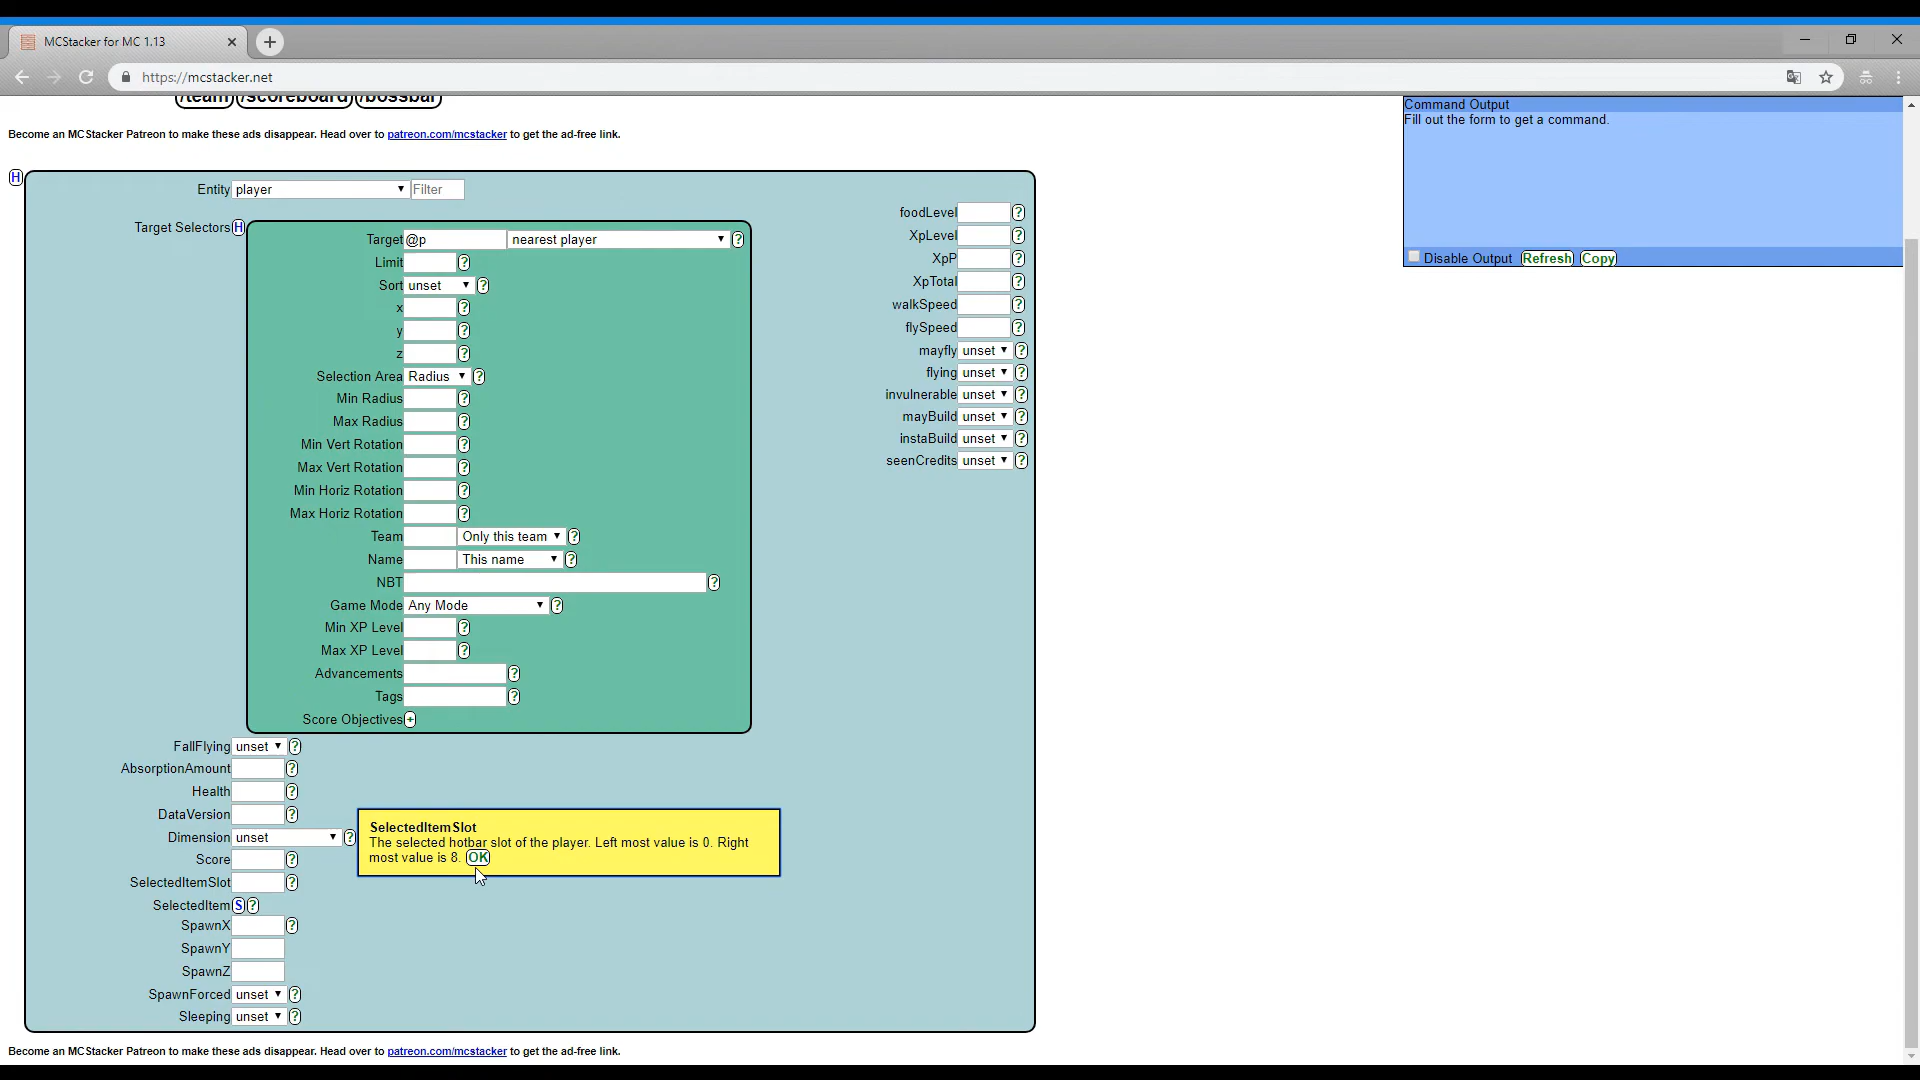 MCStacker for MC 1.13
https://mcstacker.net
/team /scoreboard /bossbar
Become an MCStacker Patreon to make these ads disappear. Head over to patreon.com/mcstacker to get the ad-free link.
H
Entity player Filter
Target Selectors H
Target @p nearest player ?
Limit ?
Sort unset ?
x ?
y ?
z ?
Selection Area Radius ?
Min Radius ?
Max Radius ?
Min Vert Rotation ?
Max Vert Rotation ?
Min Horiz Rotation ?
Max Horiz Rotation ?
Team Only this team ?
Name This name ?
NBT ?
Game Mode Any Mode ?
Min XP Level ?
Max XP Level ?
Advancements ?
Tags ?
Score Objectives +
FallFlying unset ?
AbsorptionAmount ?
Health ?
DataVersion ?
Dimension unset ?
Score ?
SelectedItemSlot ?
SelectedItem S ?
SpawnX ?
SpawnY
SpawnZ
SpawnForced unset ?
Sleeping unset ?
SelectedItemSlot
The selected hotbar slot of the player. Left most value is 0. Right
most value is 8. OK
foodLevel ?
XpLevel ?
XpP ?
XpTotal ?
walkSpeed ?
flySpeed ?
mayfly unset ?
flying unset ?
invulnerable unset ?
mayBuild unset ?
instaBuild unset ?
seenCredits unset ?
Command Output
Fill out the form to get a command.
Disable Output Refresh Copy
Become an MCStacker Patreon to make these ads disappear. Head over to patreon.com/mcstacker to get the ad-free link.